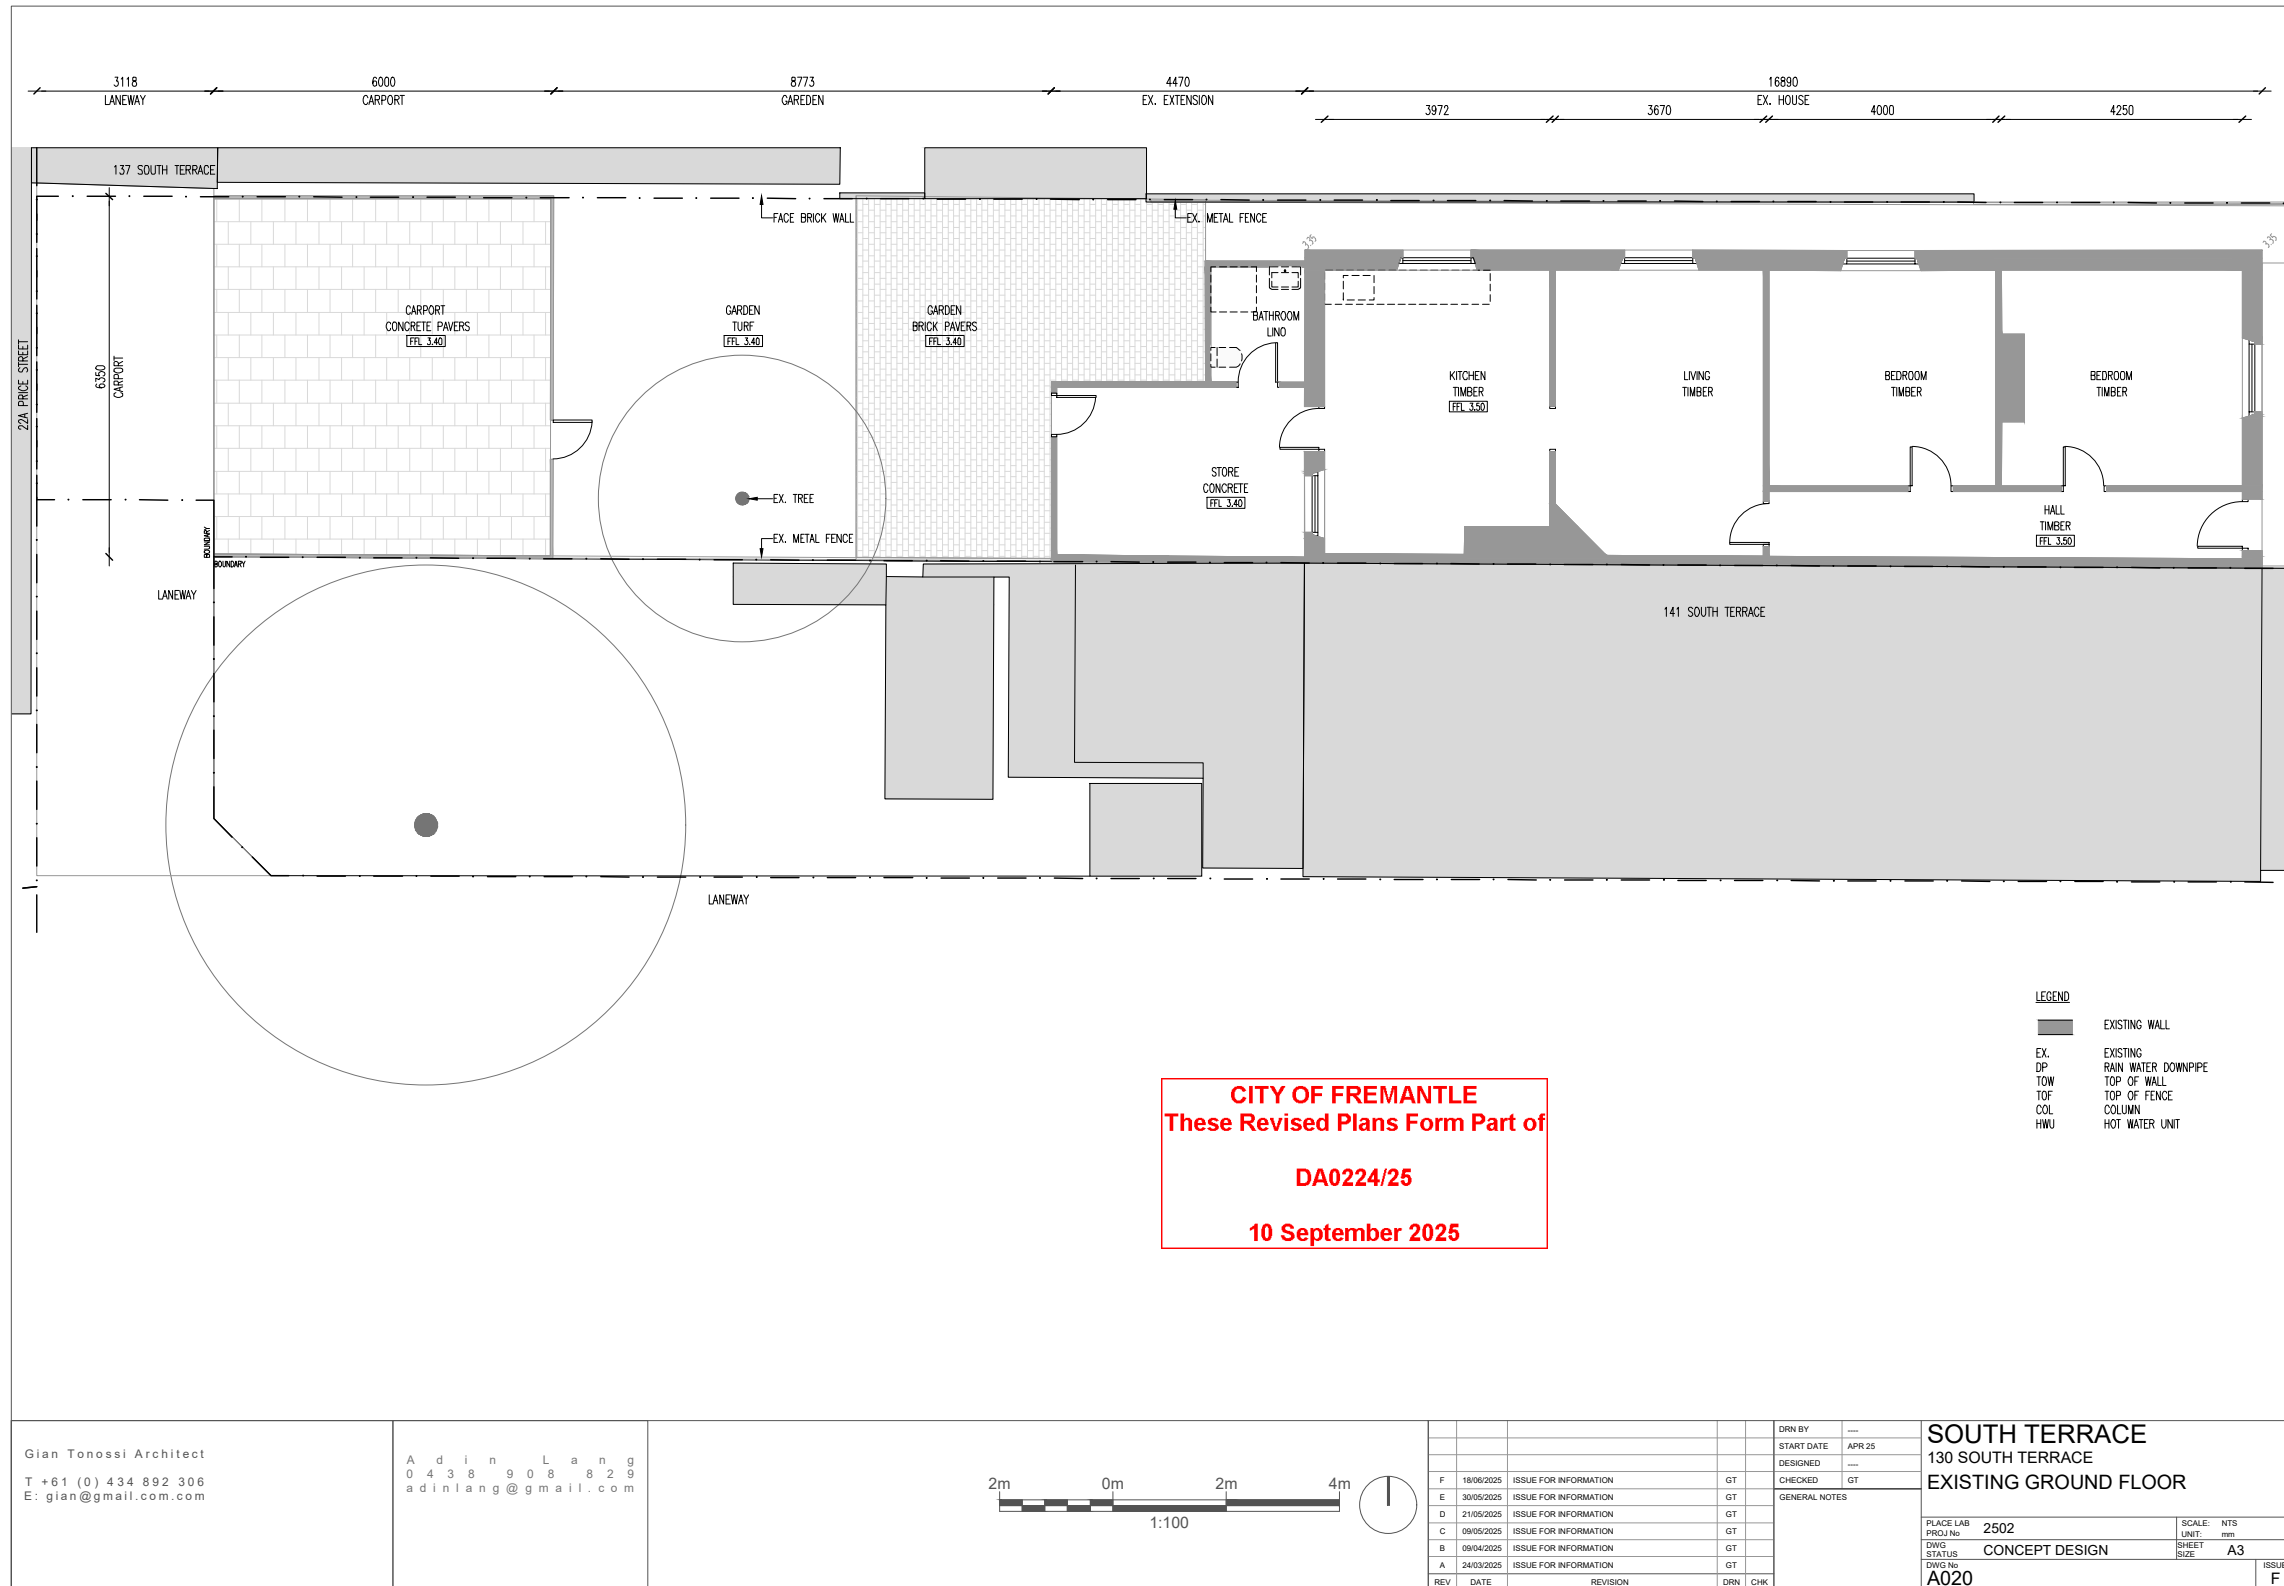 3118
6000
8773
4470
16890
LANEWAY
CARPORT
GAREDEN
EX. EXTENSION
EX. HOUSE
3972
3670
4000
4250
137 SOUTH TERRACE
FACE BRICK WALL
EX. METAL FENCE
3.35
3.35
22A PRICE STREET
6350
CARPORT
CARPORT
CONCRETE PAVERS
FFL 3.40
GARDEN
TURF
FFL 3.40
GARDEN
BRICK PAVERS
FFL 3.40
BATHROOM
LINO
KITCHEN
TIMBER
FFL 3.50
LIVING
TIMBER
BEDROOM
TIMBER
BEDROOM
TIMBER
STORE
CONCRETE
FFL 3.40
EX. TREE
EX. METAL FENCE
HALL
TIMBER
FFL 3.50
BOUNDARY
BOUNDARY
LANEWAY
141 SOUTH TERRACE
LANEWAY
LEGEND
EXISTING WALL
EX. EXISTING
DP RAIN WATER DOWNPIPE
TOW TOP OF WALL
TOF TOP OF FENCE
COL COLUMN
HWU HOT WATER UNIT
CITY OF FREMANTLE
These Revised Plans Form Part of
DA0224/25
10 September 2025
Gian Tonossi Architect
T +61 (0) 434 892 306
E: gian@gmail.com.com
Adin Lang
0438 908 829
adinlang@gmail.com
2m 0m 2m 4m
1:100
F 18/06/2025 ISSUE FOR INFORMATION GT
E 30/05/2025 ISSUE FOR INFORMATION GT
D 21/05/2025 ISSUE FOR INFORMATION GT
C 09/05/2025 ISSUE FOR INFORMATION GT
B 09/04/2025 ISSUE FOR INFORMATION GT
A 24/03/2025 ISSUE FOR INFORMATION GT
REV DATE REVISION DRN CHK
DRN BY ----
START DATE APR 25
DESIGNED ----
CHECKED GT
GENERAL NOTES
SOUTH TERRACE
130 SOUTH TERRACE
EXISTING GROUND FLOOR
PLACE LAB PROJ No 2502
SCALE: NTS
UNIT: mm
DWG STATUS CONCEPT DESIGN
SHEET SIZE A3
DWG No
A020
ISSUE
F